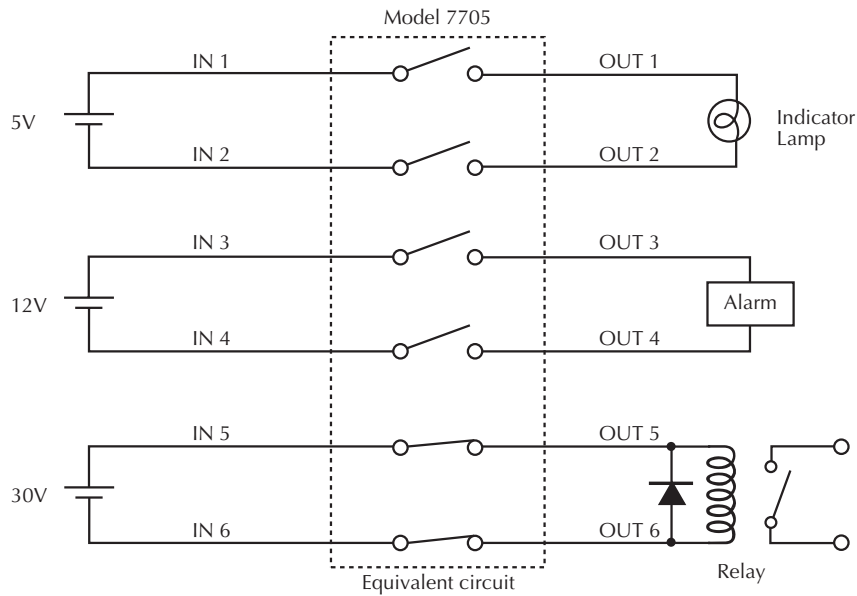 Model 7705
IN 1
OUT 1
5V
Indicator
Lamp
IN 2
OUT 2
IN 3
OUT 3
12V
Alarm
IN 4
OUT 4
IN 5
OUT 5
30V
IN 6
OUT 6
Relay
Equivalent circuit